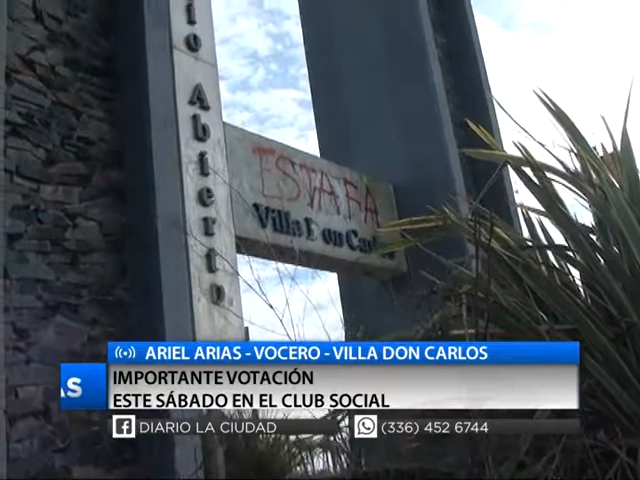 io Abierto
ESTAFA
Villa Don Car
ARIEL ARIAS - VOCERO - VILLA DON CARLOS
AS
IMPORTANTE VOTACIÓN
ESTE SÁBADO EN EL CLUB SOCIAL
DIARIO LA CIUDAD
(336) 452 6744